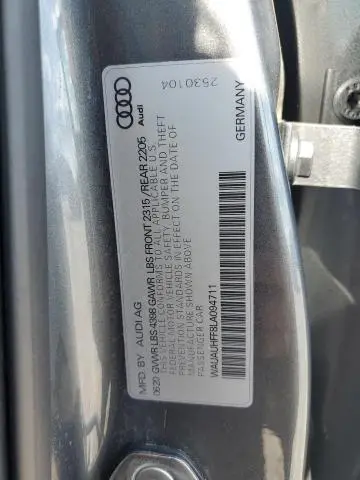 MFD. BY AUDI AG
06 20 GVWR LBS 4398 GAWR LBS FRONT 2315 /REAR 2205
THIS VEHICLE CONFORMS TO ALL APPLICABLE U.S.
FEDERAL MOTOR VEHICLE SAFETY, BUMPER AND THEFT
PREVENTION STANDARDS IN EFFECT ON THE DATE OF
MANUFACTURE SHOWN ABOVE
PASSENGER CAR
WAUAUHFF8LA094711
GERMANY
Audi
2530104